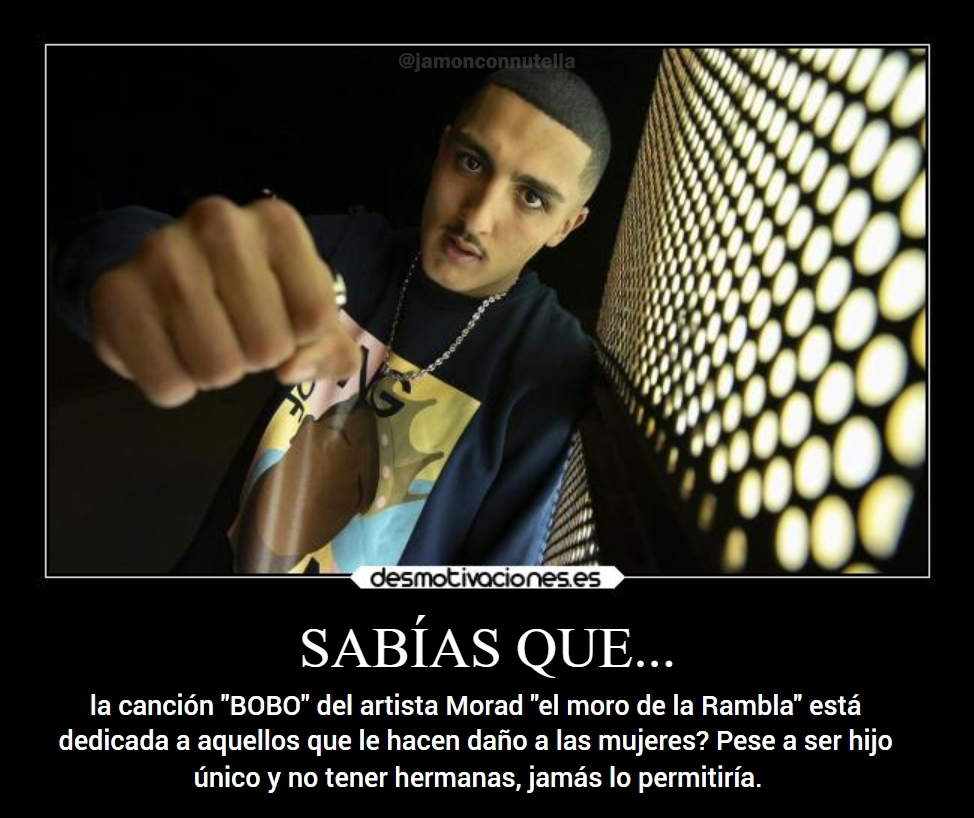 @jamonconnutella
desmotivaciones.es
SABÍAS QUE...
la canción "BOBO" del artista Morad "el moro de la Rambla" está
dedicada a aquellos que le hacen daño a las mujeres? Pese a ser hijo
único y no tener hermanas, jamás lo permitiría.